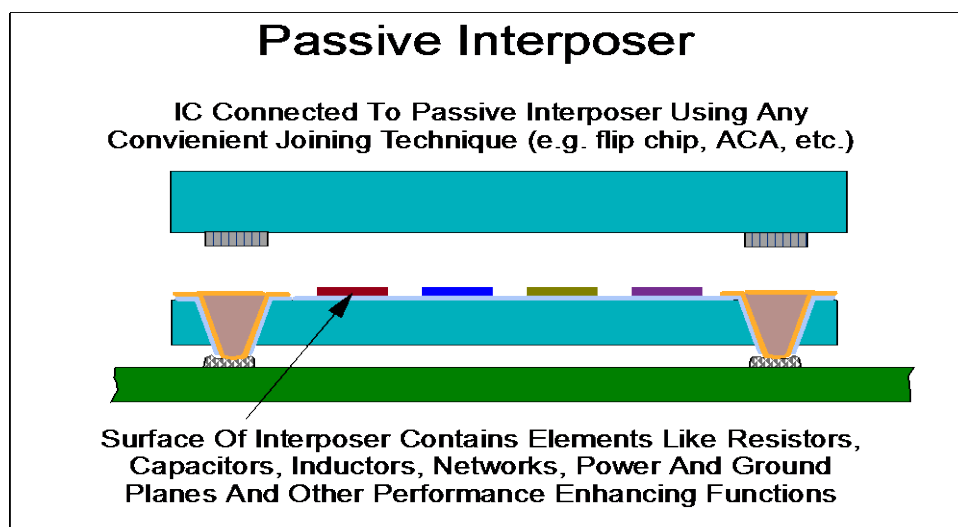 Passive Interposer
IC Connected To Passive Interposer Using Any
Convienient Joining Technique (e.g. flip chip, ACA, etc.)
Surface Of Interposer Contains Elements Like Resistors,
Capacitors, Inductors, Networks, Power And Ground
Planes And Other Performance Enhancing Functions